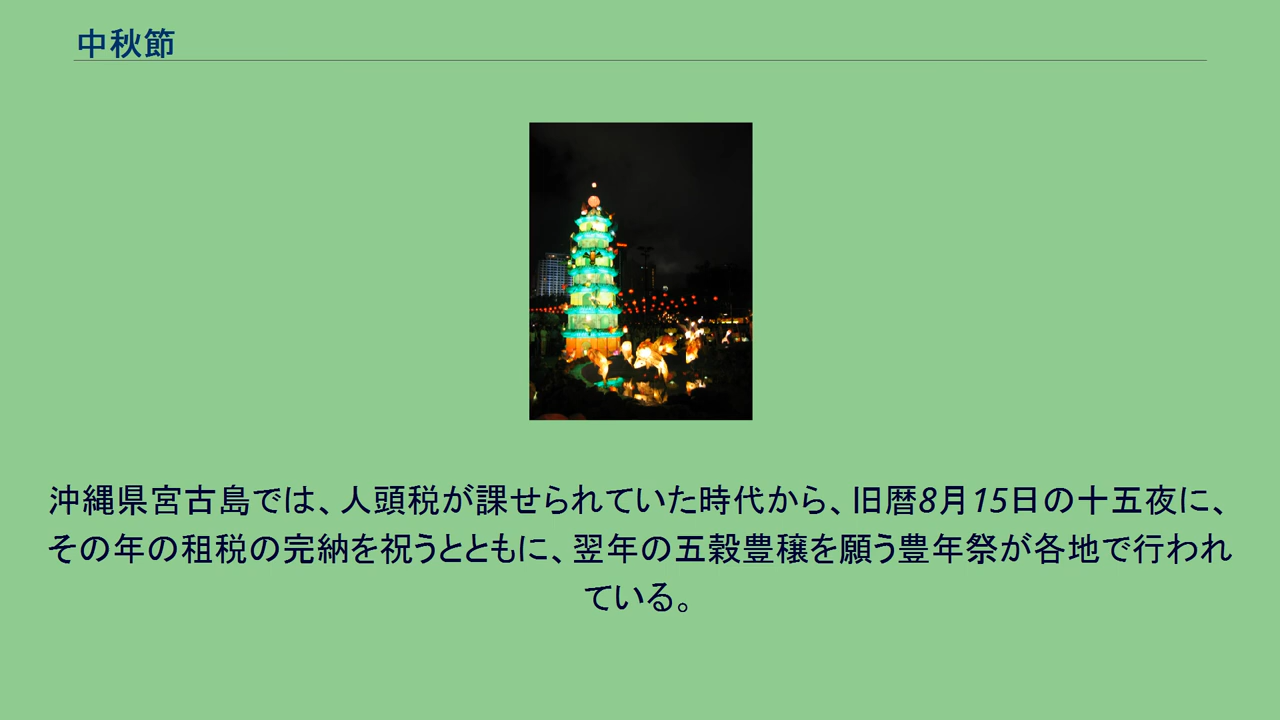 中秋節
沖縄県宮古島では、人頭税が課せられていた時代から、旧暦8月15日の十五夜に、
その年の租税の完納を祝うとともに、翌年の五穀豊穣を願う豊年祭が各地で行われ
ている。